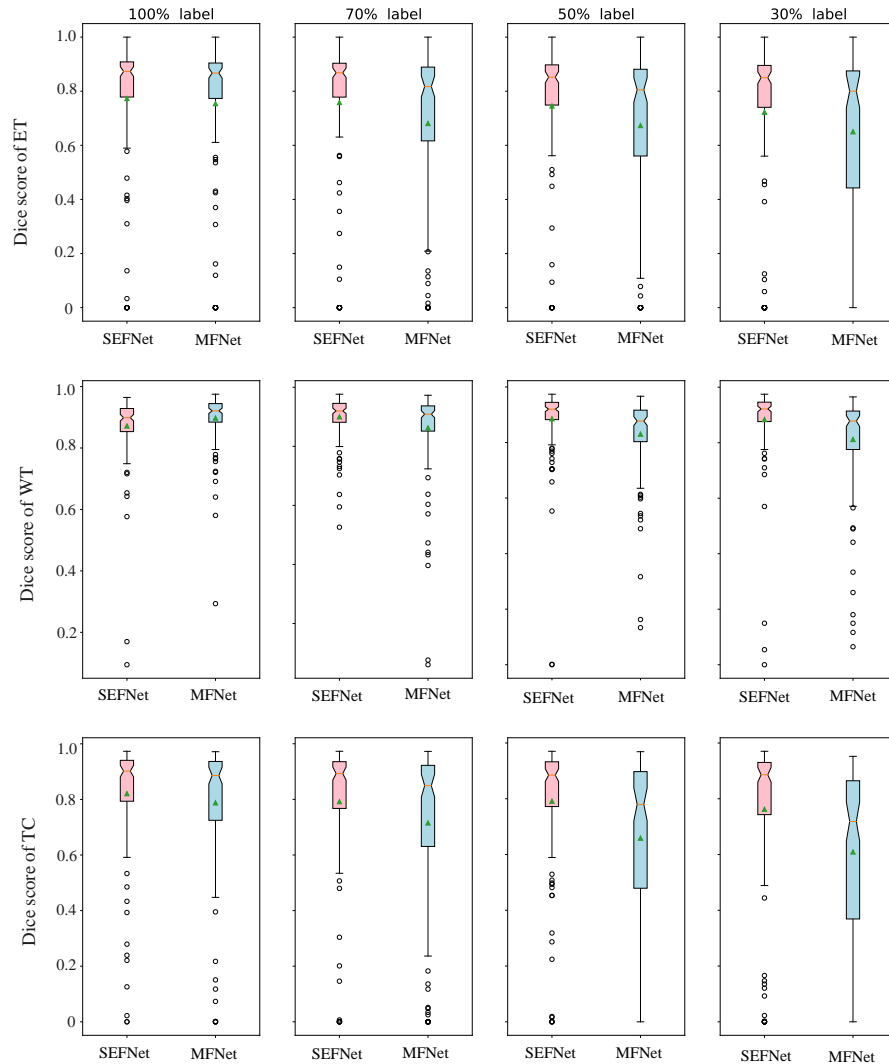 100% label 70% label 50% label 30% label
1.0
0.8
0.6
0.4
0.2
0
Dice score of ET
SEFNet MFNet SEFNet MFNet SEFNet MFNet SEFNet MFNet
1.0
0.8
0.6
0.4
0.2
Dice score of WT
SEFNet MFNet SEFNet MFNet SEFNet MFNet SEFNet MFNet
1.0
0.8
0.6
0.4
0.2
0
Dice score of TC
SEFNet MFNet SEFNet MFNet SEFNet MFNet SEFNet MFNet